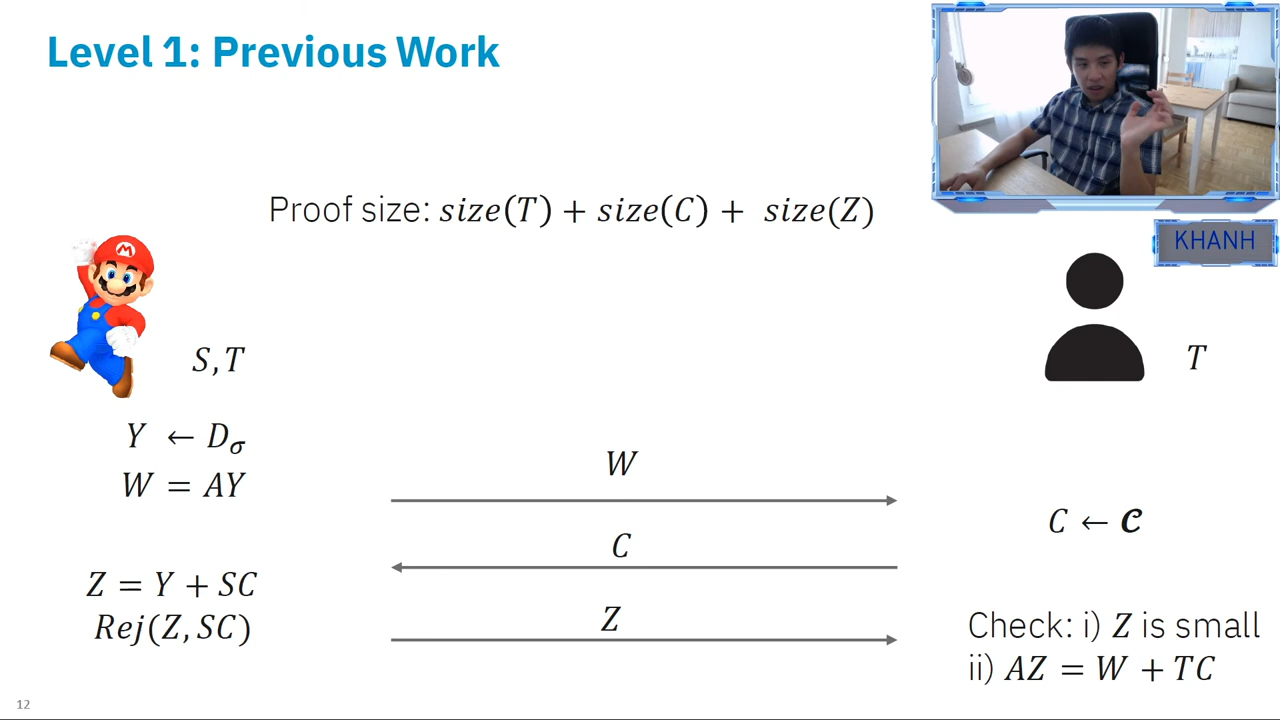 Level 1: Previous Work
Proof size: size(T) + size(C) + size(Z)
KHANH
M
S, T
T
Y ← D_σ
W = AY
W
C ← 𝓒
C
Z = Y + SC
Rej(Z, SC)
Z
Check: i) Z is small
ii) AZ = W + TC
12